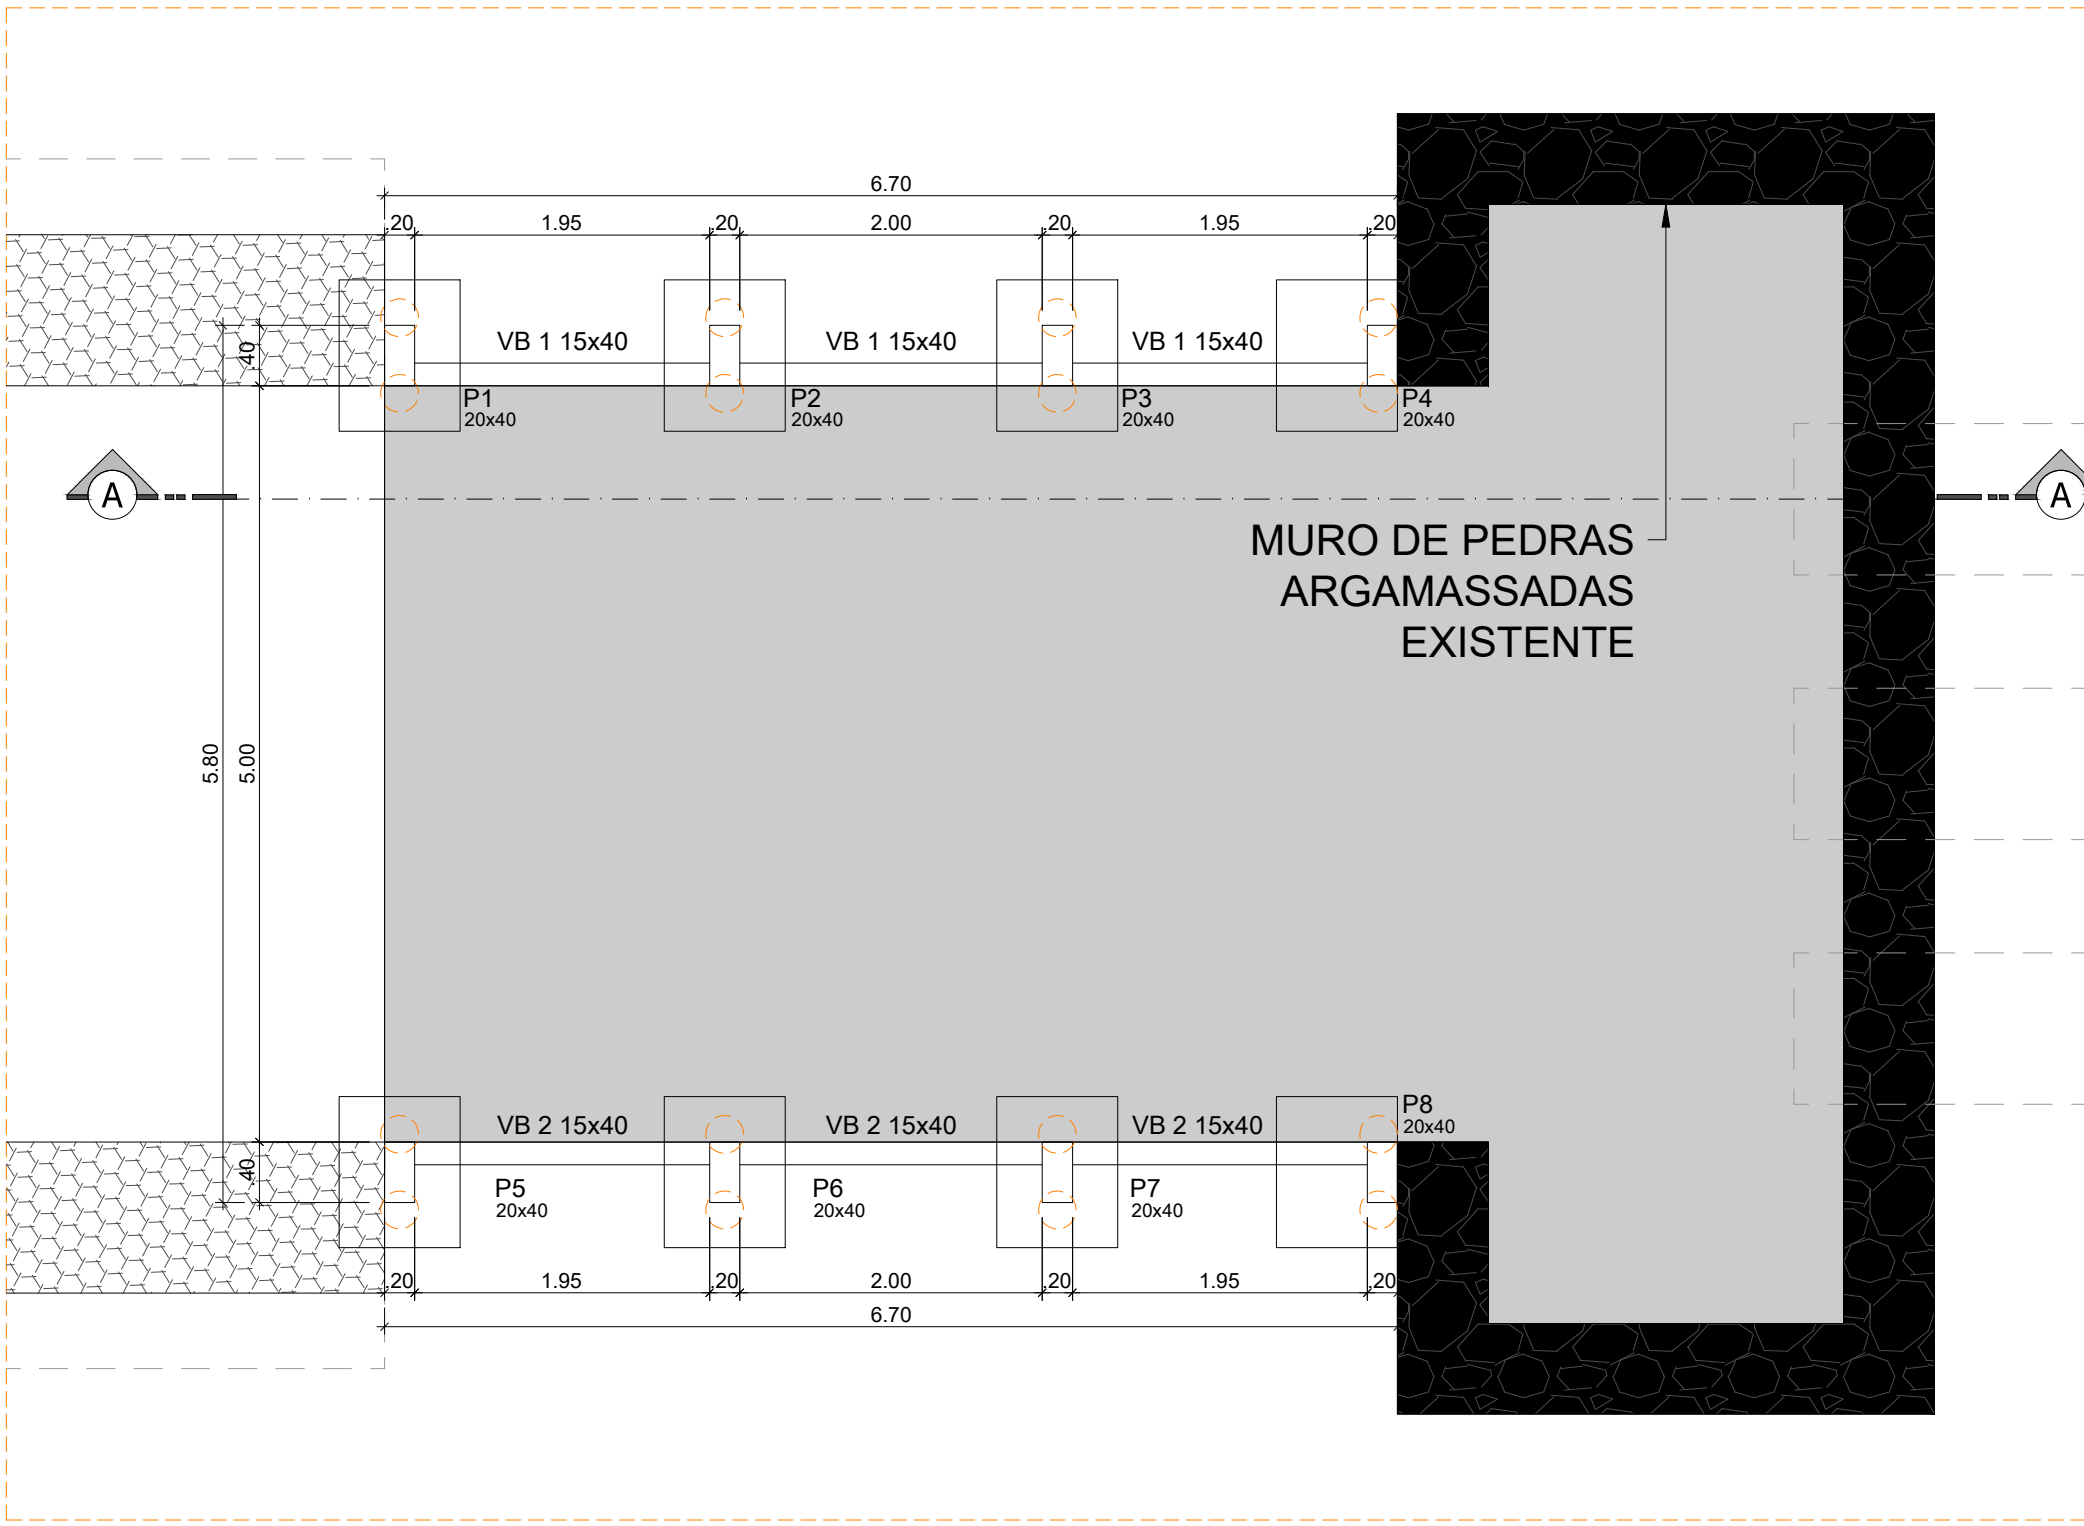 6.70
.20 1.95 .20 2.00 .20 1.95 .20
.40
VB 1 15x40 VB 1 15x40 VB 1 15x40
P1 P2 P3 P4
20x40 20x40 20x40 20x40
A A
MURO DE PEDRAS
ARGAMASSADAS
EXISTENTE
5.80 5.00
P8
20x40
VB 2 15x40 VB 2 15x40 VB 2 15x40
.40
P5 P6 P7
20x40 20x40 20x40
.20 1.95 .20 2.00 .20 1.95 .20
6.70